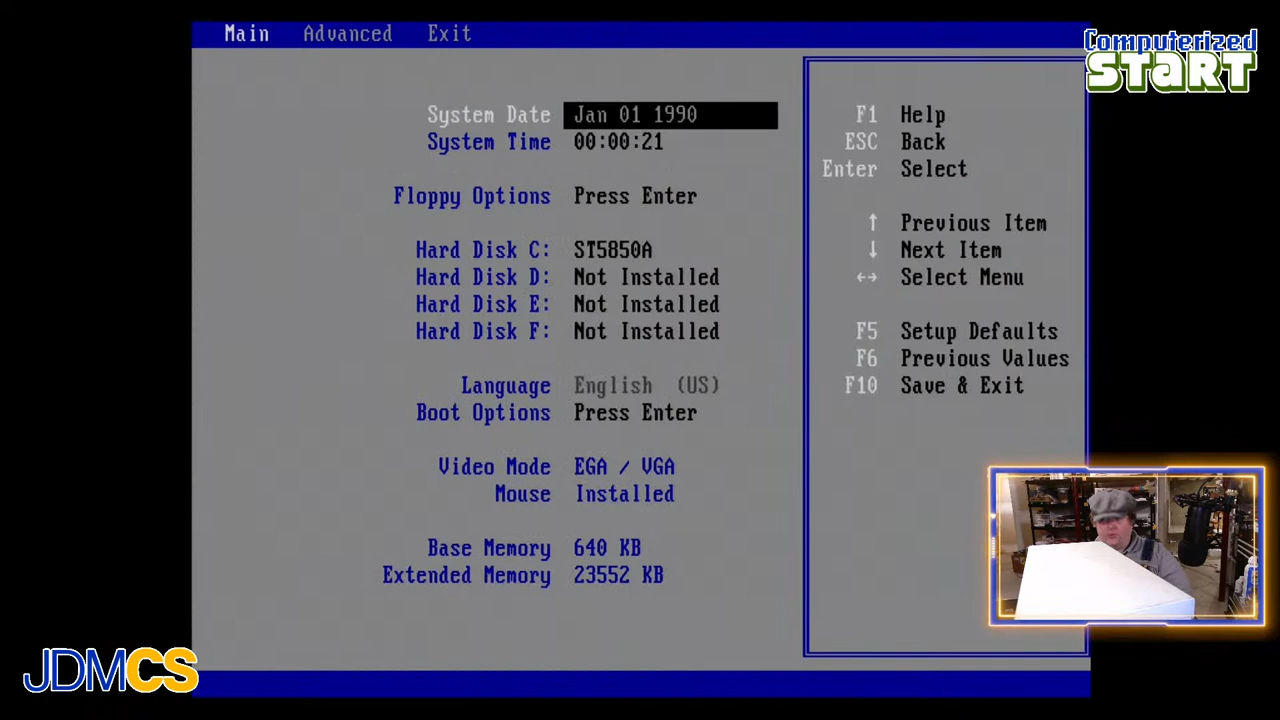 Main Advanced Exit
Computerized
START
System Date Jan 01 1990
System Time 00:00:21
Floppy Options Press Enter
Hard Disk C: ST5850A
Hard Disk D: Not Installed
Hard Disk E: Not Installed
Hard Disk F: Not Installed
Language English (US)
Boot Options Press Enter
Video Mode EGA / VGA
Mouse Installed
Base Memory 640 KB
Extended Memory 23552 KB
F1 Help
ESC Back
Enter Select
↑ Previous Item
↓ Next Item
↔ Select Menu
F5 Setup Defaults
F6 Previous Values
F10 Save & Exit
JDMCS